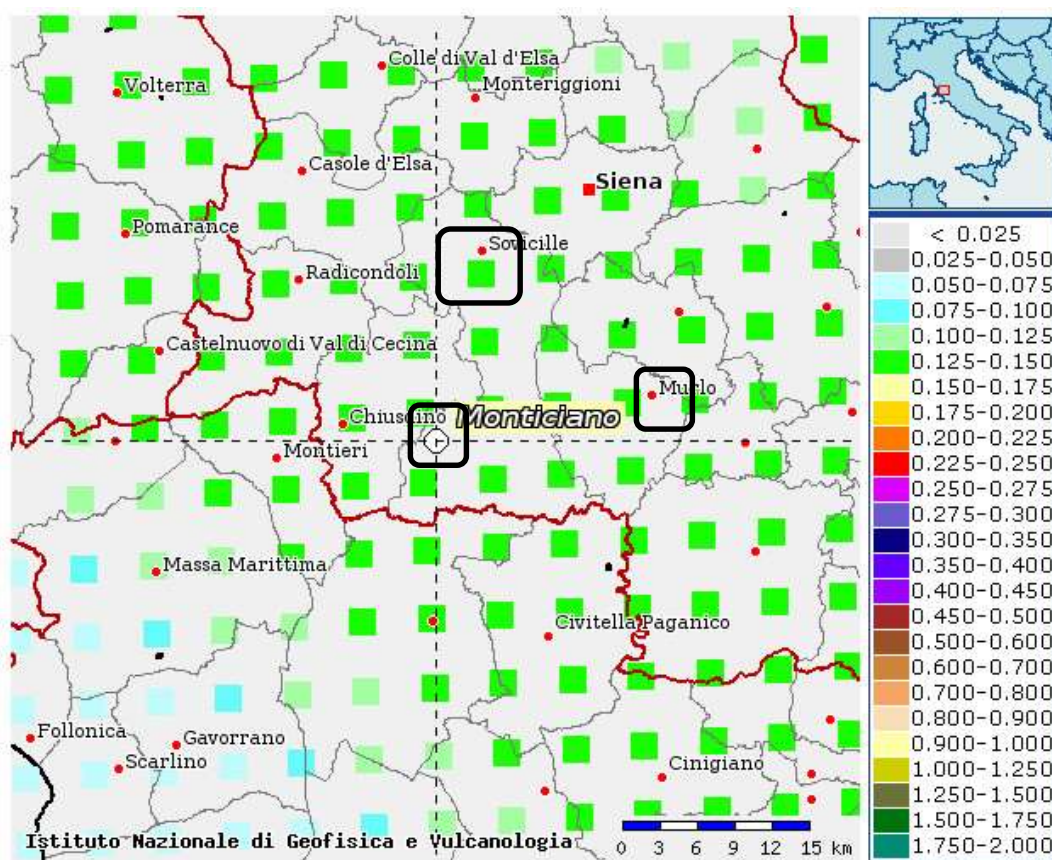 Colle di Val d'Elsa
Volterra
Monteriggioni
Casole d'Elsa
Siena
Pomarance
Sovicille
Radicondoli
Castelnuovo di Val di Cecina
Murlo
Chiusdino
Monticiano
Montieri
Massa Marittima
Civitella Paganico
Follonica
Gavorrano
Scarlino
Cinigiano
Istituto Nazionale di Geofisica e Vulcanologia
0 3 6 9 12 15 km
< 0.025
0.025-0.050
0.050-0.075
0.075-0.100
0.100-0.125
0.125-0.150
0.150-0.175
0.175-0.200
0.200-0.225
0.225-0.250
0.250-0.275
0.275-0.300
0.300-0.350
0.350-0.400
0.400-0.450
0.450-0.500
0.500-0.600
0.600-0.700
0.700-0.800
0.800-0.900
0.900-1.000
1.000-1.250
1.250-1.500
1.500-1.750
1.750-2.000